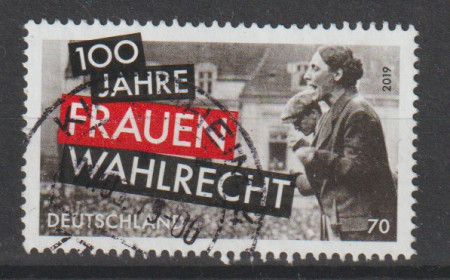 100
JAHRE
FRAUEN
WAHLRECHT
2019
DEUTSCHLAND
70